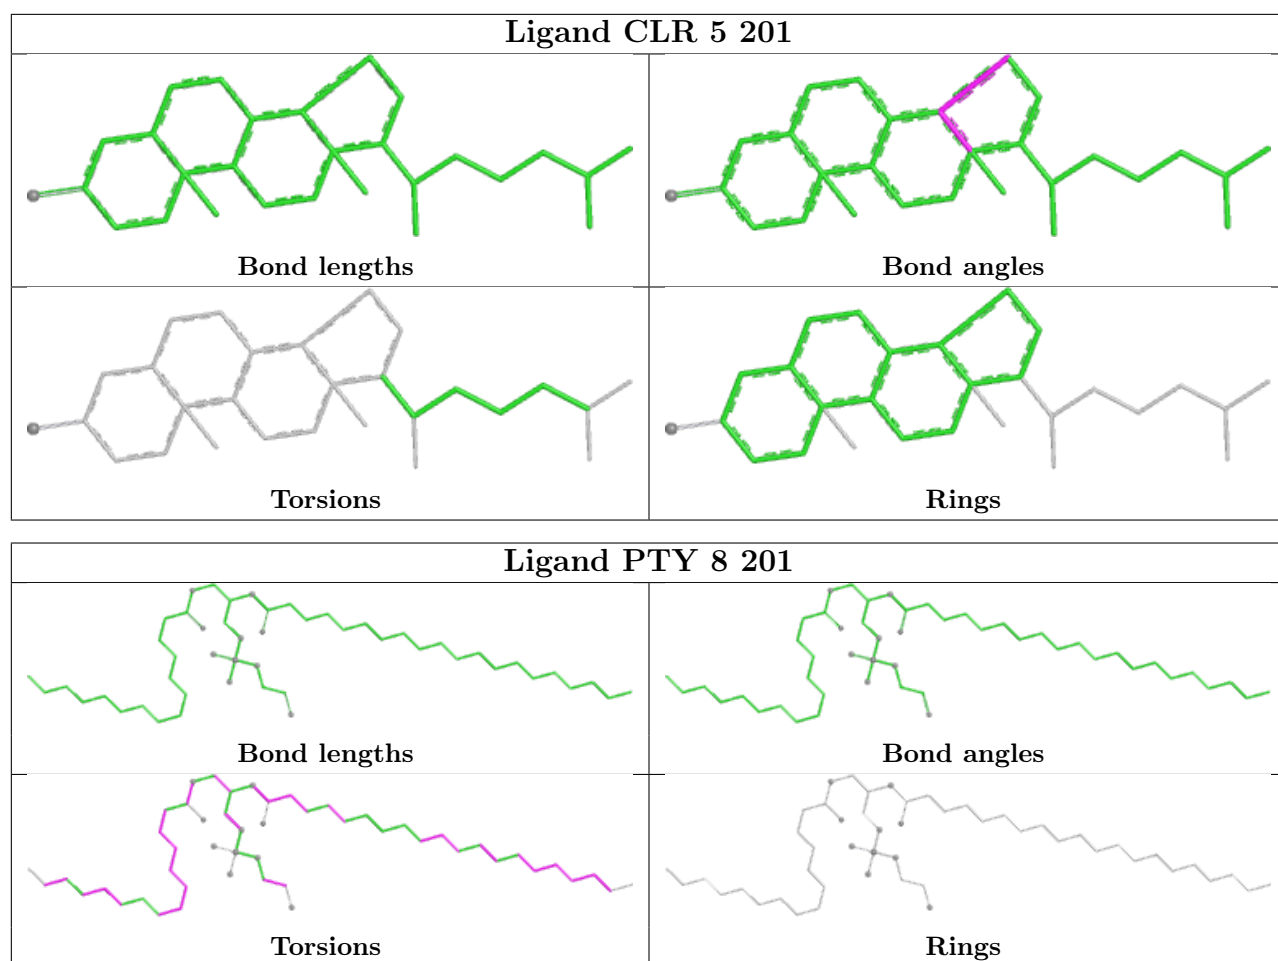 Ligand CLR 5 201
Bond lengths
Bond angles
Torsions
Rings
Ligand PTY 8 201
Bond lengths
Bond angles
Torsions
Rings